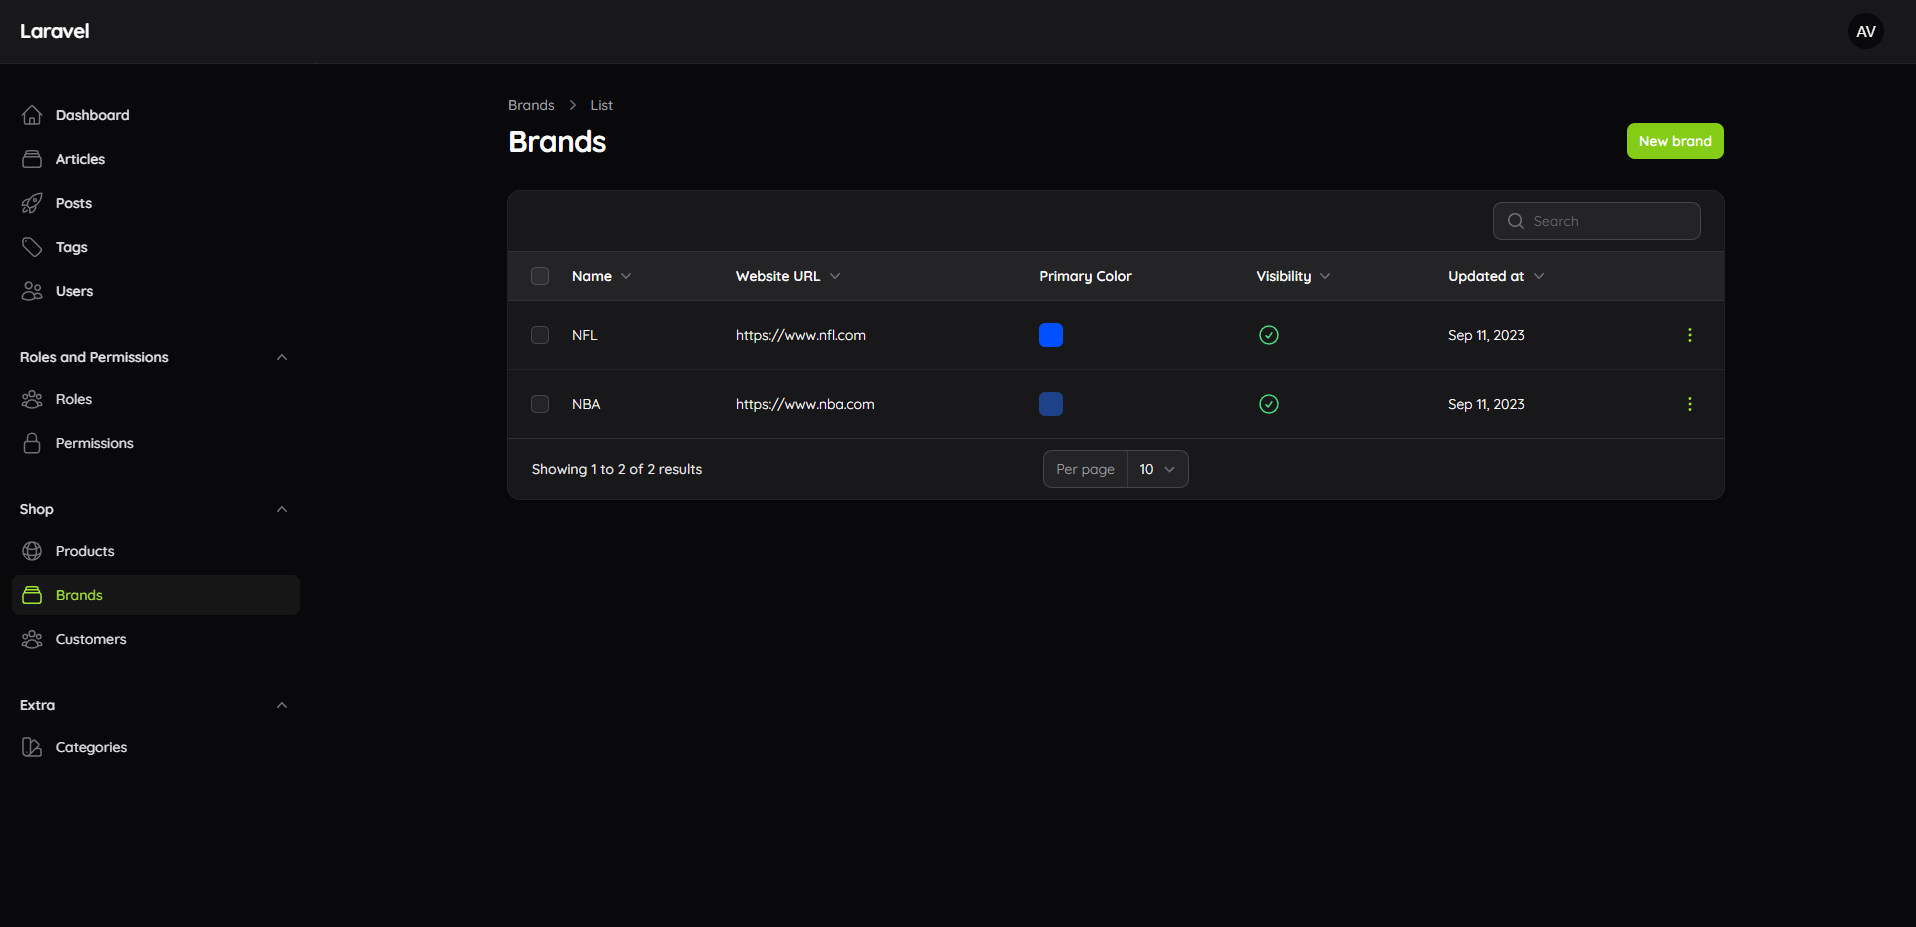 Laravel
AV
Dashboard
Articles
Posts
Tags
Users
Roles and Permissions
Roles
Permissions
Shop
Products
Brands
Customers
Extra
Categories
Brands > List
Brands
New brand
Search
Name Website URL Primary Color Visibility Updated at
NFL https://www.nfl.com Sep 11, 2023
NBA https://www.nba.com Sep 11, 2023
Showing 1 to 2 of 2 results Per page 10